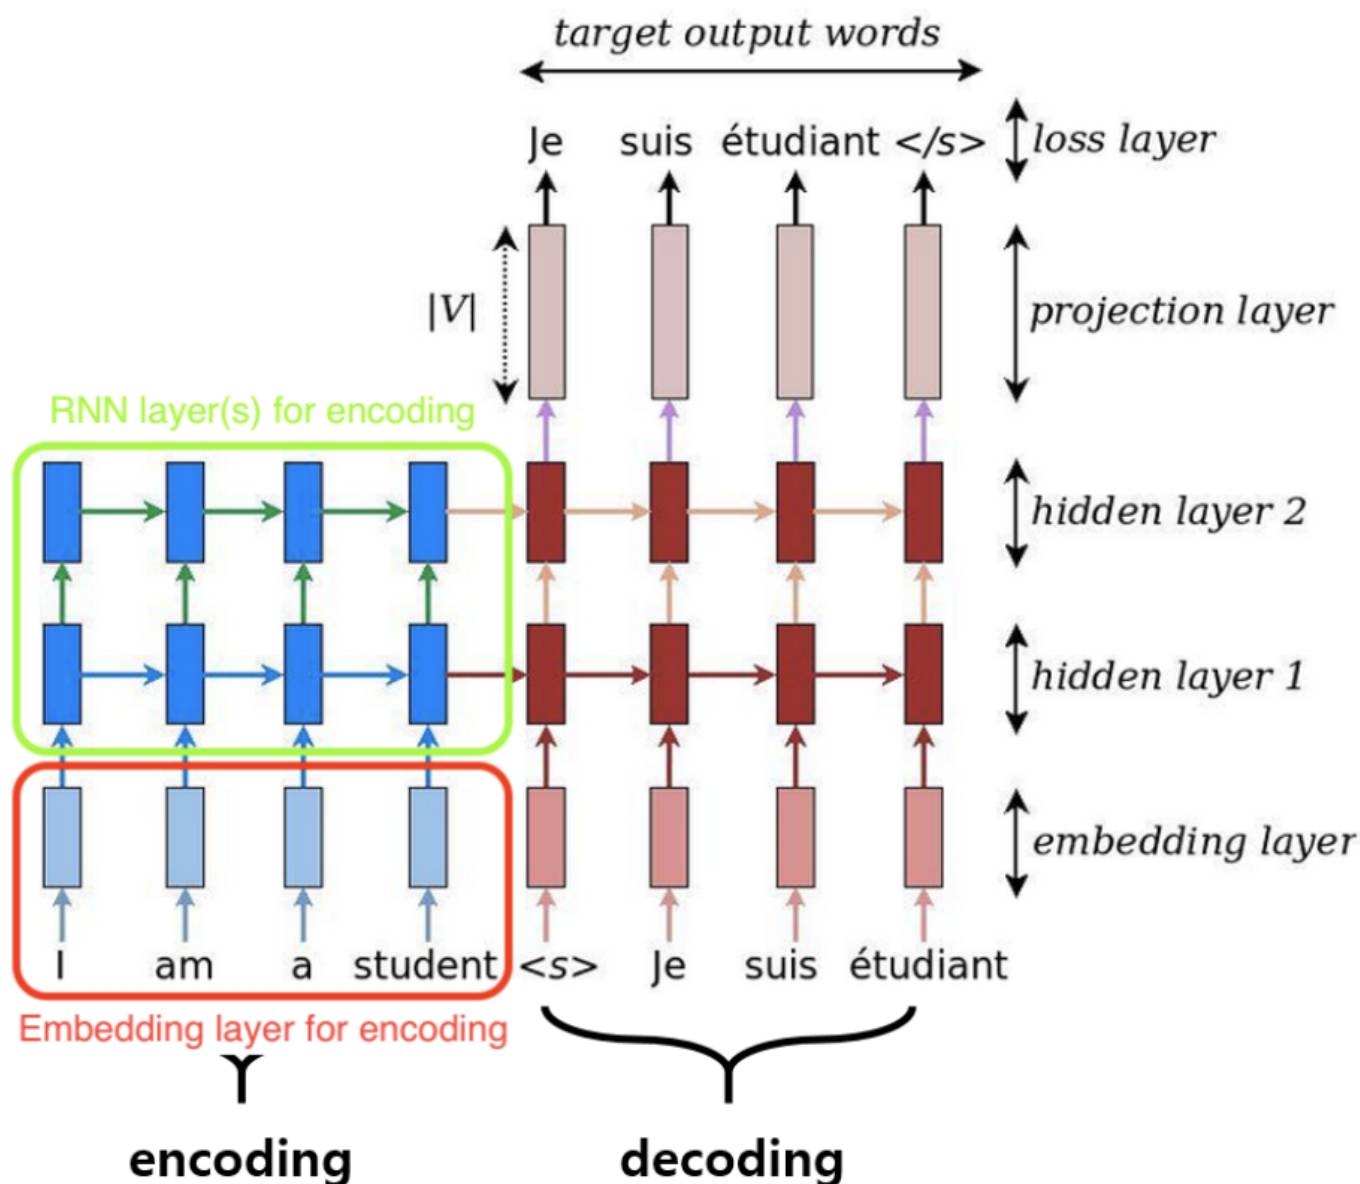 target output words
Je suis étudiant </s> loss layer
|V| projection layer
RNN layer(s) for encoding
hidden layer 2
hidden layer 1
embedding layer
I am a student <s> Je suis étudiant
Embedding layer for encoding
encoding decoding